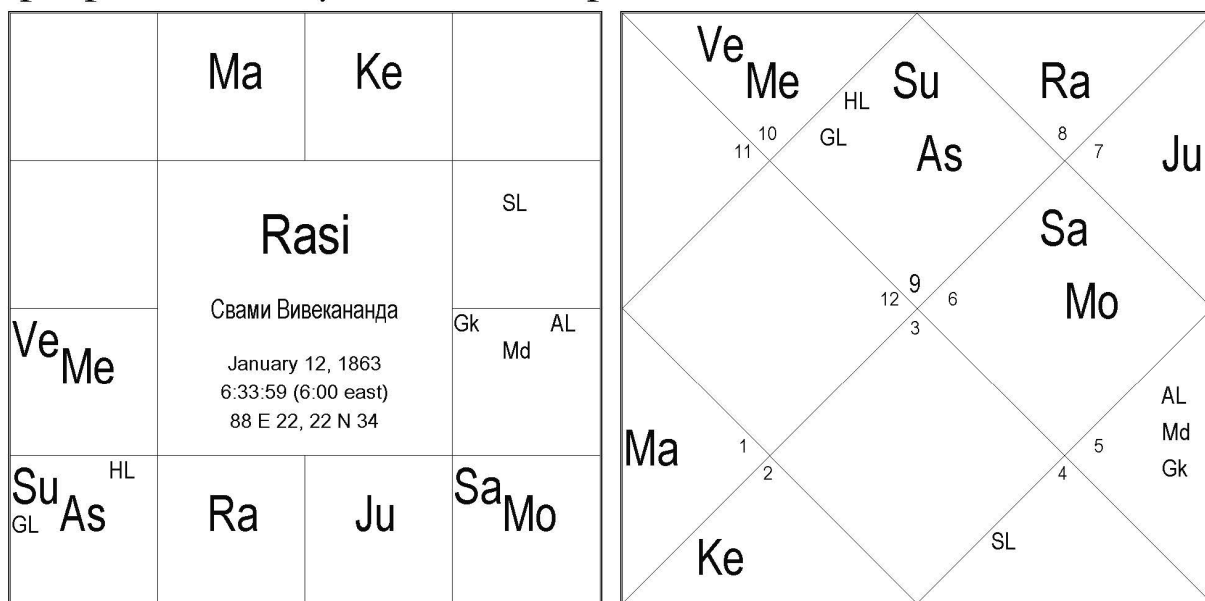 Ma Ke
SL
Rasi
Свами Вивекананда
January 12, 1863
6:33:59 (6:00 east)
88 E 22, 22 N 34
Ve Me
Gk AL
Md
Su HL
GL As
Ra
Ju
Sa Mo
Ve Me
HL
GL
Su
As
Ra
10
11
8
7
Ju
Sa
Mo
9
12 6
3
Ma
1
2
Ke
5
4
AL
Md
Gk
SL